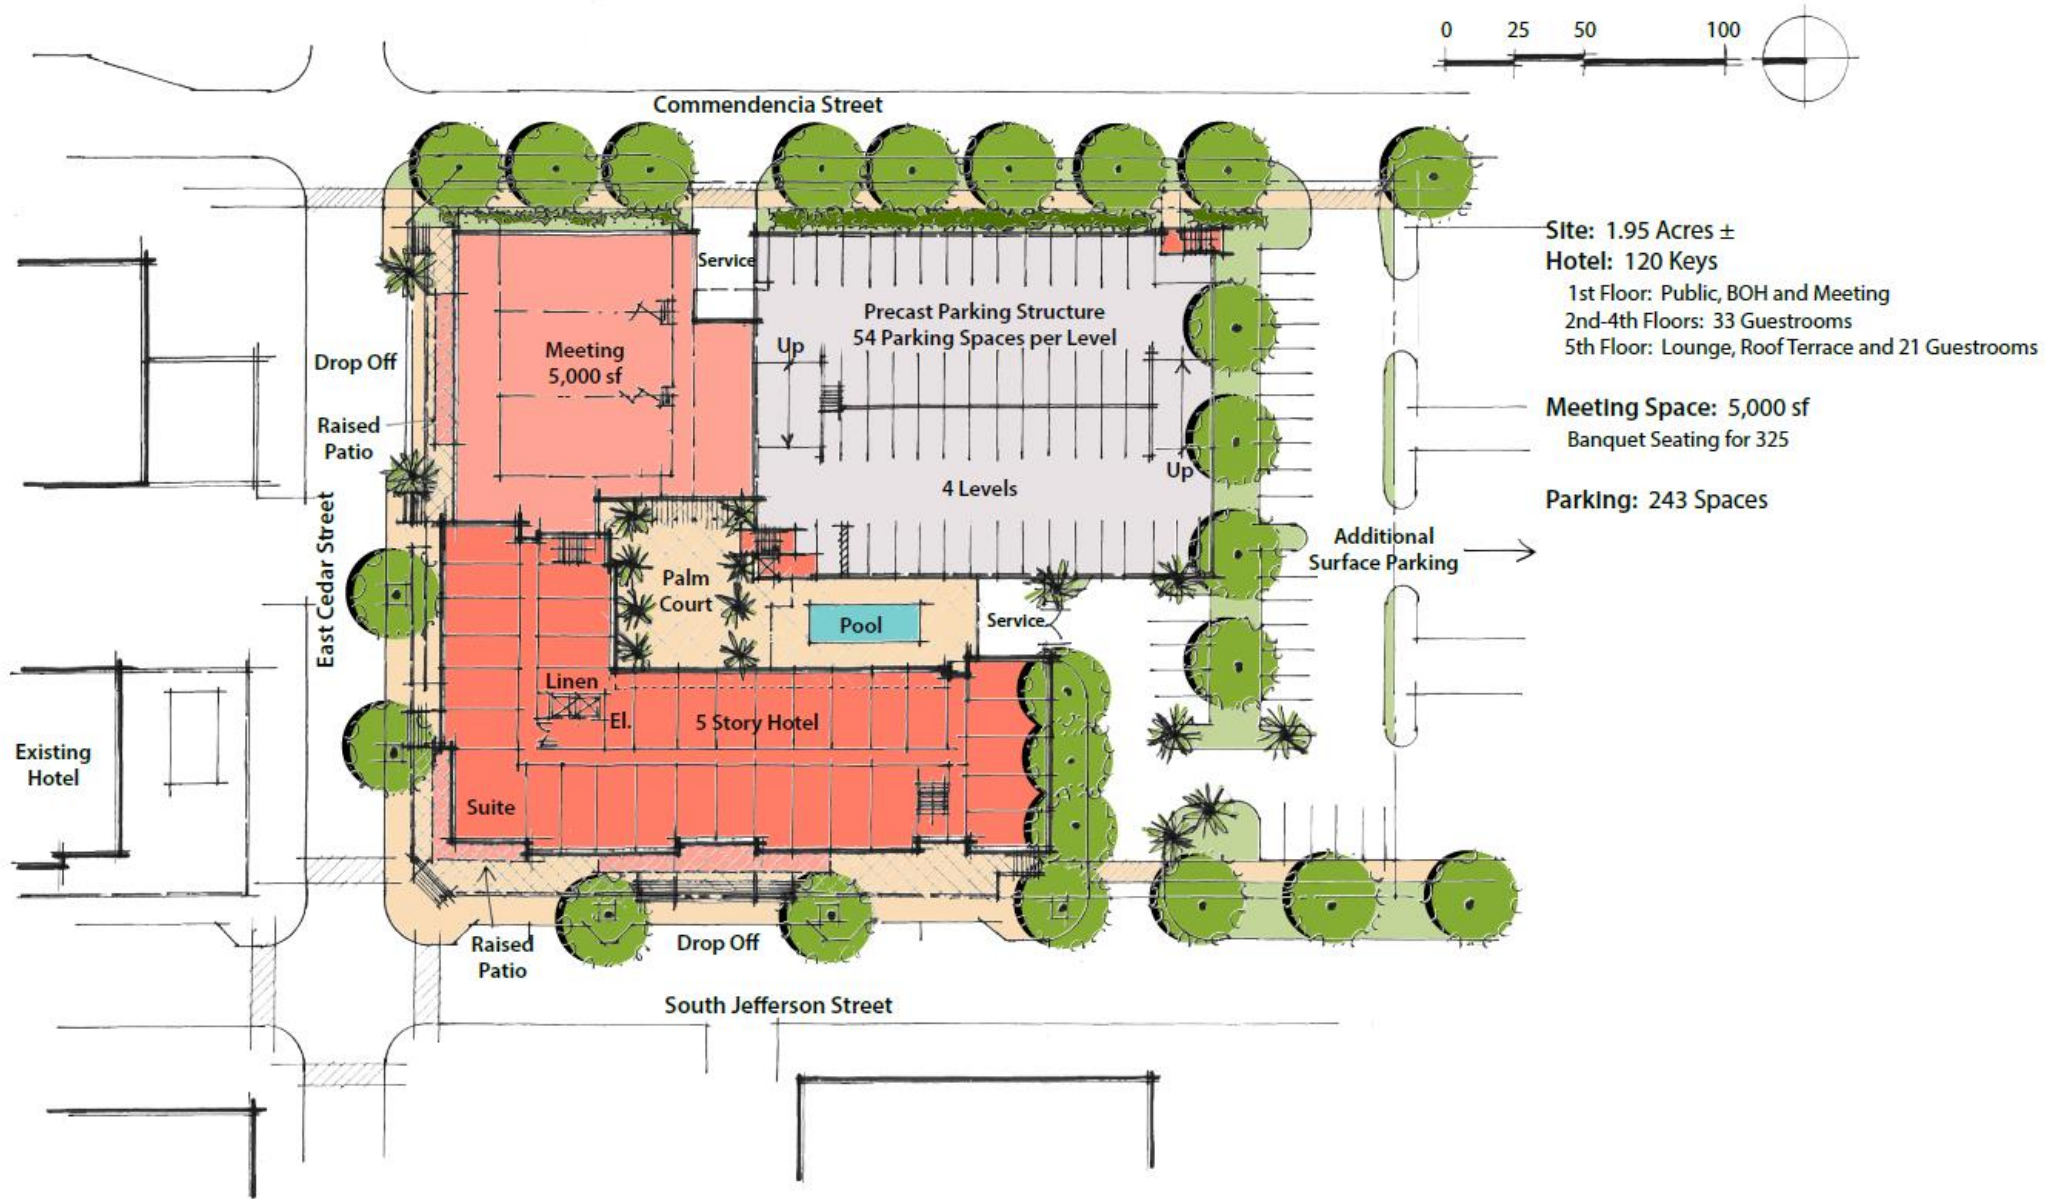 0 25 50 100
Commendencia Street
Site: 1.95 Acres ±
Hotel: 120 Keys
1st Floor: Public, BOH and Meeting
2nd-4th Floors: 33 Guestrooms
5th Floor: Lounge, Roof Terrace and 21 Guestrooms
Meeting Space: 5,000 sf
Banquet Seating for 325
Parking: 243 Spaces
Service
Precast Parking Structure
54 Parking Spaces per Level
Up
Meeting
5,000 sf
Drop Off
Raised
Patio
Up
4 Levels
Additional
Surface Parking
East Cedar Street
Palm
Court
Pool
Service
Linen
El.
5 Story Hotel
Existing
Hotel
Suite
Raised
Patio
Drop Off
South Jefferson Street